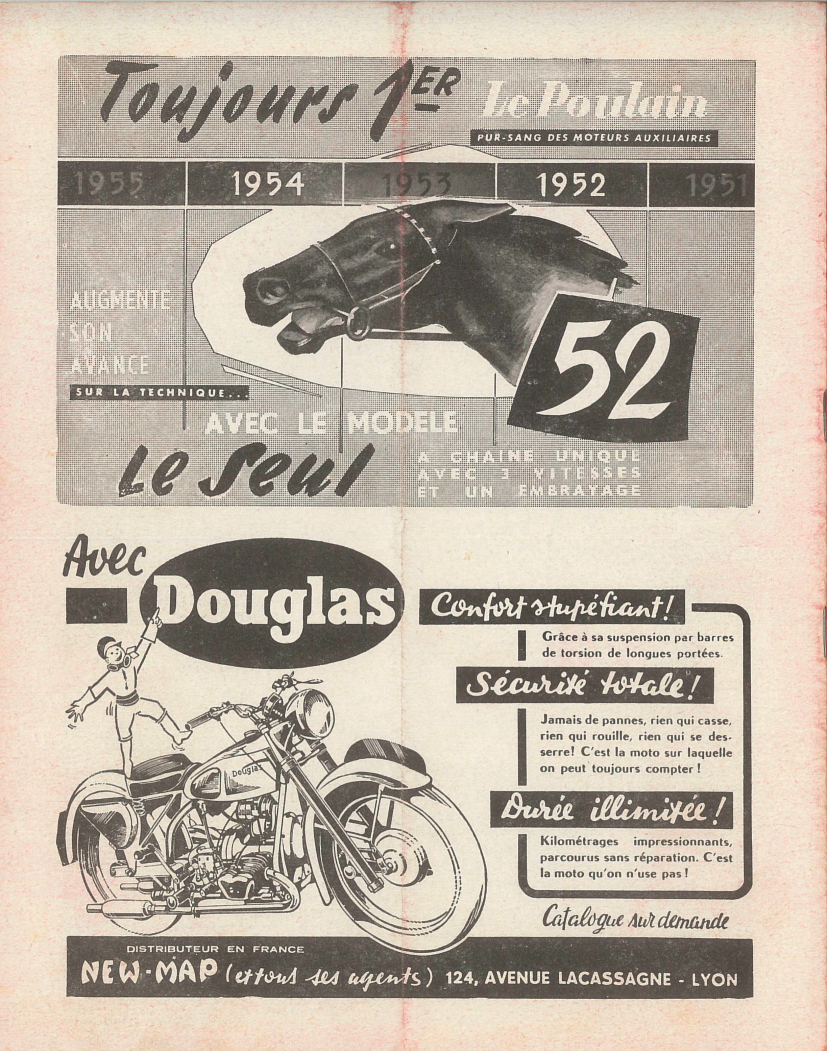 Toujours 1ER
Le Poulain
PUR-SANG DES MOTEURS AUXILIAIRES
1955 1954 1953 1952 1951
AUGMENTE
SON
AVANCE
SUR LA TECHNIQUE...
52
AVEC LE MODELE
Le seul
A CHAINE UNIQUE
AVEC 3 VITESSES
ET UN EMBRAYAGE
Avec
Douglas
Douglas
Confort stupéfiant!
Grâce à sa suspension par barres
de torsion de longues portées.
Sécurité totale!
Jamais de pannes, rien qui casse,
rien qui rouille, rien qui se des-
serre! C'est la moto sur laquelle
on peut toujours compter!
Durée illimitée!
Kilométrages impressionnants,
parcourus sans réparation. C'est
la moto qu'on n'use pas!
Catalogue sur demande
DISTRIBUTEUR EN FRANCE
NEW-MAP (et tous ses agents) 124, AVENUE LACASSAGNE - LYON